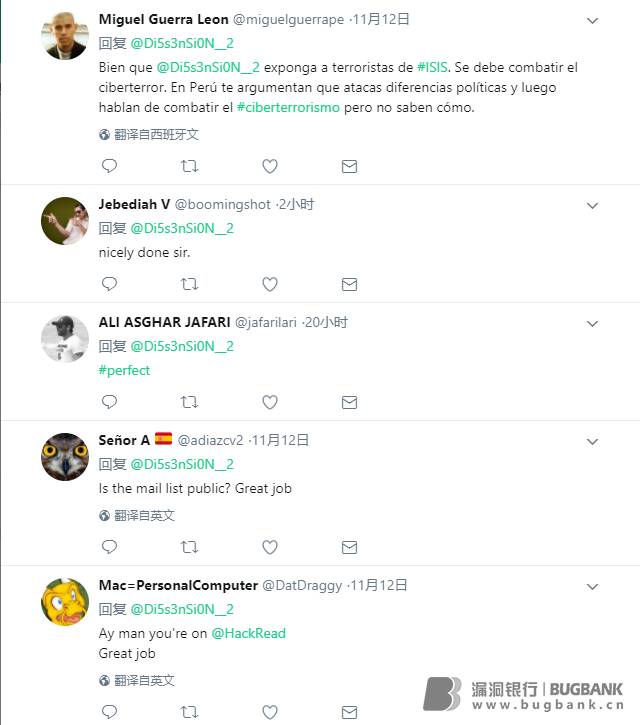 Miguel Guerra Leon @miguelguerrape ·11月12日
回复 @Di5s3nSi0N__2
Bien que @Di5s3nSi0N__2 exponga a terroristas de #ISIS. Se debe combatir el
ciberterror. En Perú te argumentan que atacas diferencias políticas y luego
hablan de combatir el #ciberterrorismo pero no saben cómo.
翻译自西班牙文
Jebediah V @boomingshot ·2小时
回复 @Di5s3nSi0N__2
nicely done sir.
ALI ASGHAR JAFARI @jafarilari ·20小时
回复 @Di5s3nSi0N__2
#perfect
Señor A @adiazcv2 ·11月12日
回复 @Di5s3nSi0N__2
Is the mail list public? Great job
翻译自英文
Mac=PersonalComputer @DatDraggy ·11月12日
回复 @Di5s3nSi0N__2
Ay man you're on @HackRead
Great job
翻译自英文
漏洞银行 | BUGBANK
www.bugbank.cn